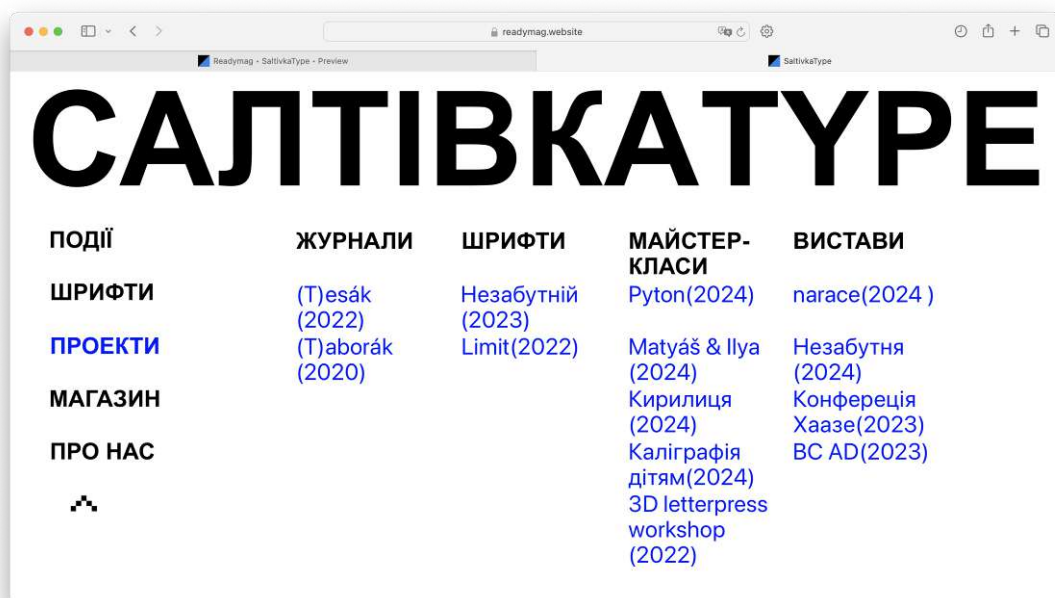 readymag.website
Readymag - SaltivkaType - Preview
SaltivkaType
САЛТІВКАTYPE
ПОДІЇ
ШРИФТИ
ПРОЕКТИ
МАГАЗИН
ПРО НАС
ЖУРНАЛИ
(T)esák
(2022)
(T)aborák
(2020)
ШРИФТИ
Незабутній
(2023)
Limit(2022)
МАЙСТЕР-
КЛАСИ
Pyton(2024)
Matyáš & Ilya
(2024)
Кирилиця
(2024)
Каліграфія
дітям(2024)
3D letterpress
workshop
(2022)
ВИСТАВИ
narace(2024 )
Незабутня
(2024)
Конфереція
Хаазе(2023)
BC AD(2023)